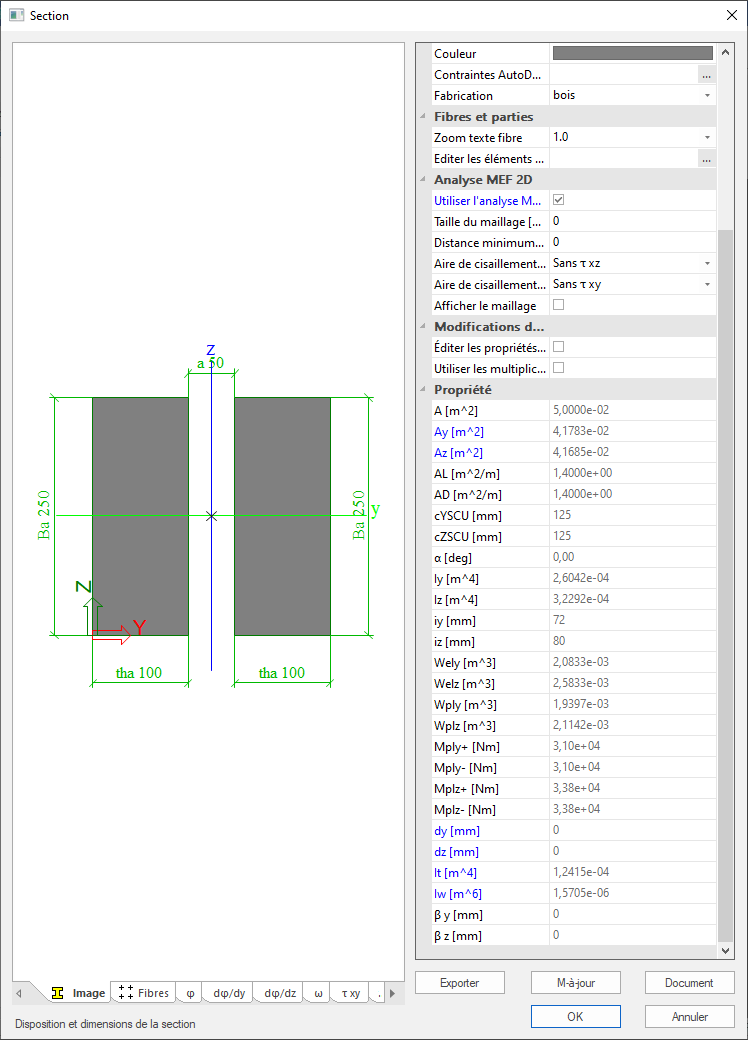 Section
Couleur
Contraintes AutoD... ...
Fabrication bois
Fibres et parties
Zoom texte fibre 1.0
Editer les éléments ... ...
Analyse MEF 2D
Utiliser l'analyse M...
Taille du maillage [... 0
Distance minimum... 0
Aire de cisaillement... Sans τ xz
Aire de cisaillement... Sans τ xy
Afficher le maillage
Modifications d...
Éditer les propriétés...
Utiliser les multiplic...
Propriété
A [m^2] 5,0000e-02
Ay [m^2] 4,1783e-02
Az [m^2] 4,1685e-02
AL [m^2/m] 1,4000e+00
AD [m^2/m] 1,4000e+00
cYSCU [mm] 125
cZSCU [mm] 125
α [deg] 0,00
Iy [m^4] 2,6042e-04
Iz [m^4] 3,2292e-04
iy [mm] 72
iz [mm] 80
Wely [m^3] 2,0833e-03
Welz [m^3] 2,5833e-03
Wply [m^3] 1,9397e-03
Wplz [m^3] 2,1142e-03
Mply+ [Nm] 3,10e+04
Mply- [Nm] 3,10e+04
Mplz+ [Nm] 3,38e+04
Mplz- [Nm] 3,38e+04
dy [mm] 0
dz [mm] 0
It [m^4] 1,2415e-04
Iw [m^6] 1,5705e-06
β y [mm] 0
β z [mm] 0
z
a 50
Ba 250
Ba 250
y
Z
Y
tha 100
tha 100
Image Fibres φ dφ/dy dφ/dz ω τ xy .
Disposition et dimensions de la section
Exporter M-à-jour Document
OK Annuler